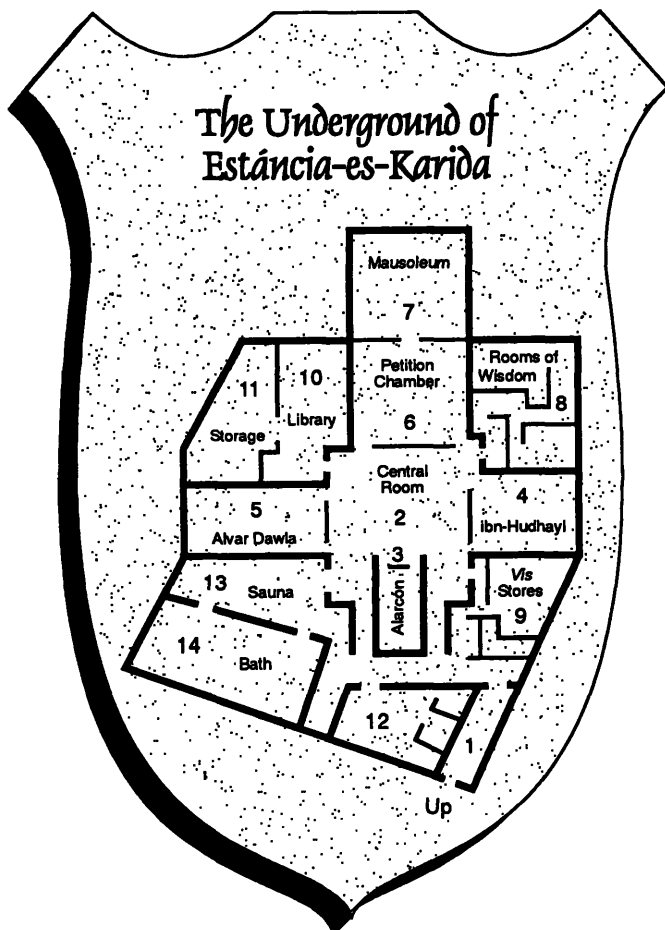 The Underground of
Estáncia-es-Karida
Mausoleum
7
Petition
Chamber
6
Rooms of
Wisdom
8
10
Library
11
Storage
Central
Room
2
3
4
ibn-Hudhayl
5
Alvar Dawla
Alarcón
Vis
Stores
9
13
Sauna
14
Bath
12
1
Up